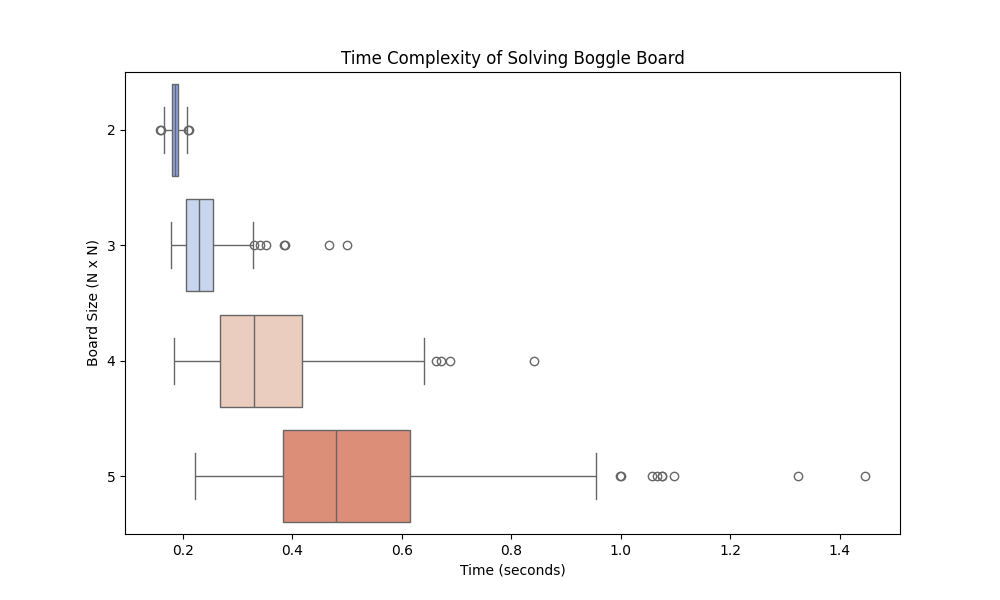 Time Complexity of Solving Boggle Board
Board Size (N x N)
2
3
4
5
0.2 0.4 0.6 0.8 1.0 1.2 1.4
Time (seconds)